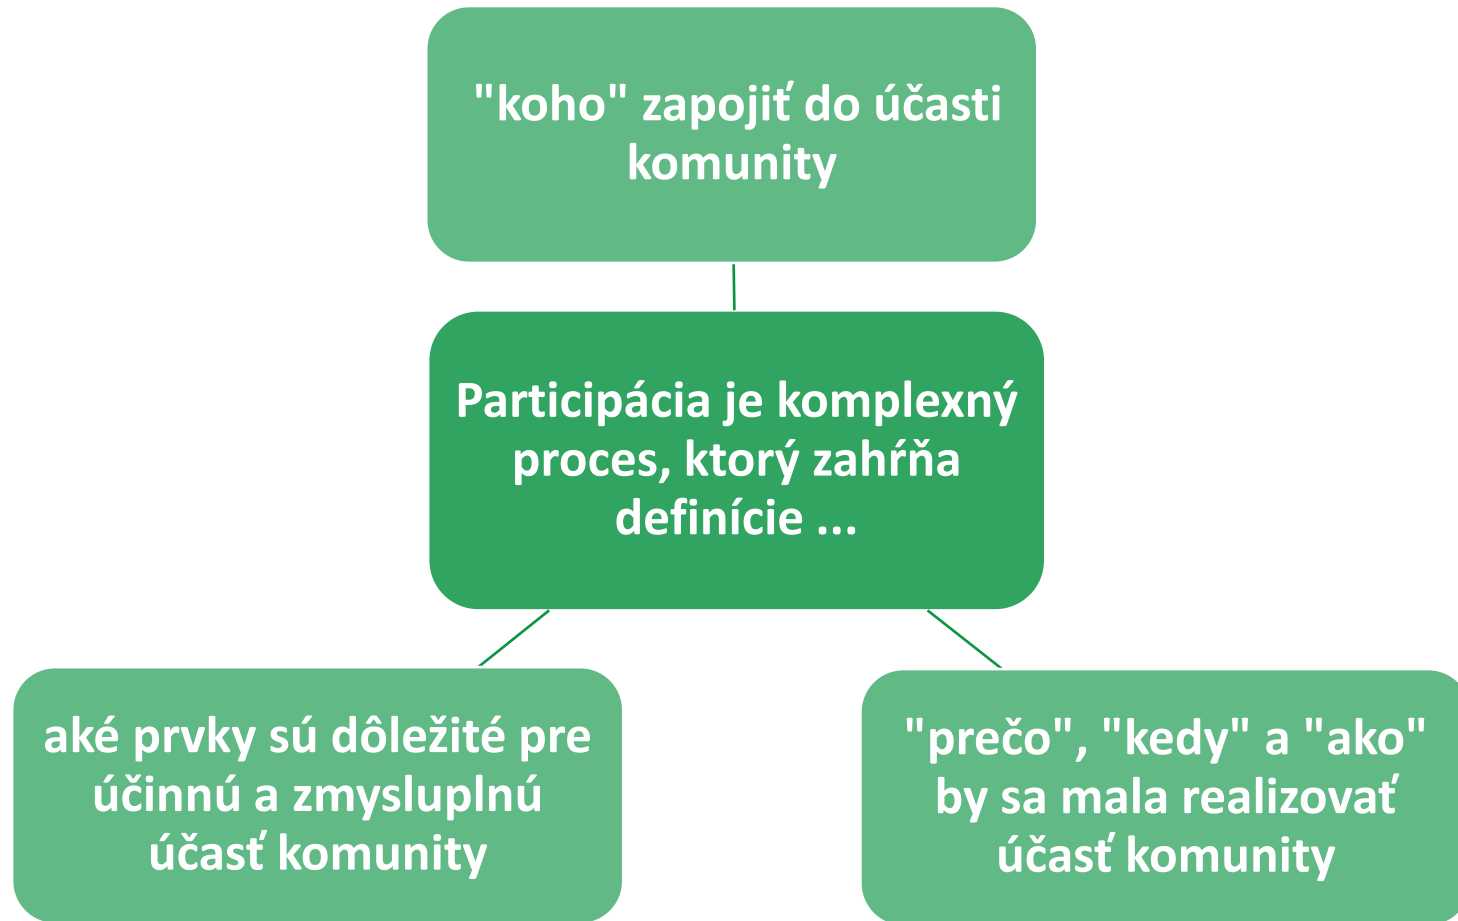 "koho" zapojiť do účasti
komunity
Participácia je komplexný
proces, ktorý zahŕňa
definície ...
aké prvky sú dôležité pre
účinnú a zmysluplnú
účasť komunity
"prečo", "kedy" a "ako"
by sa mala realizovať
účasť komunity